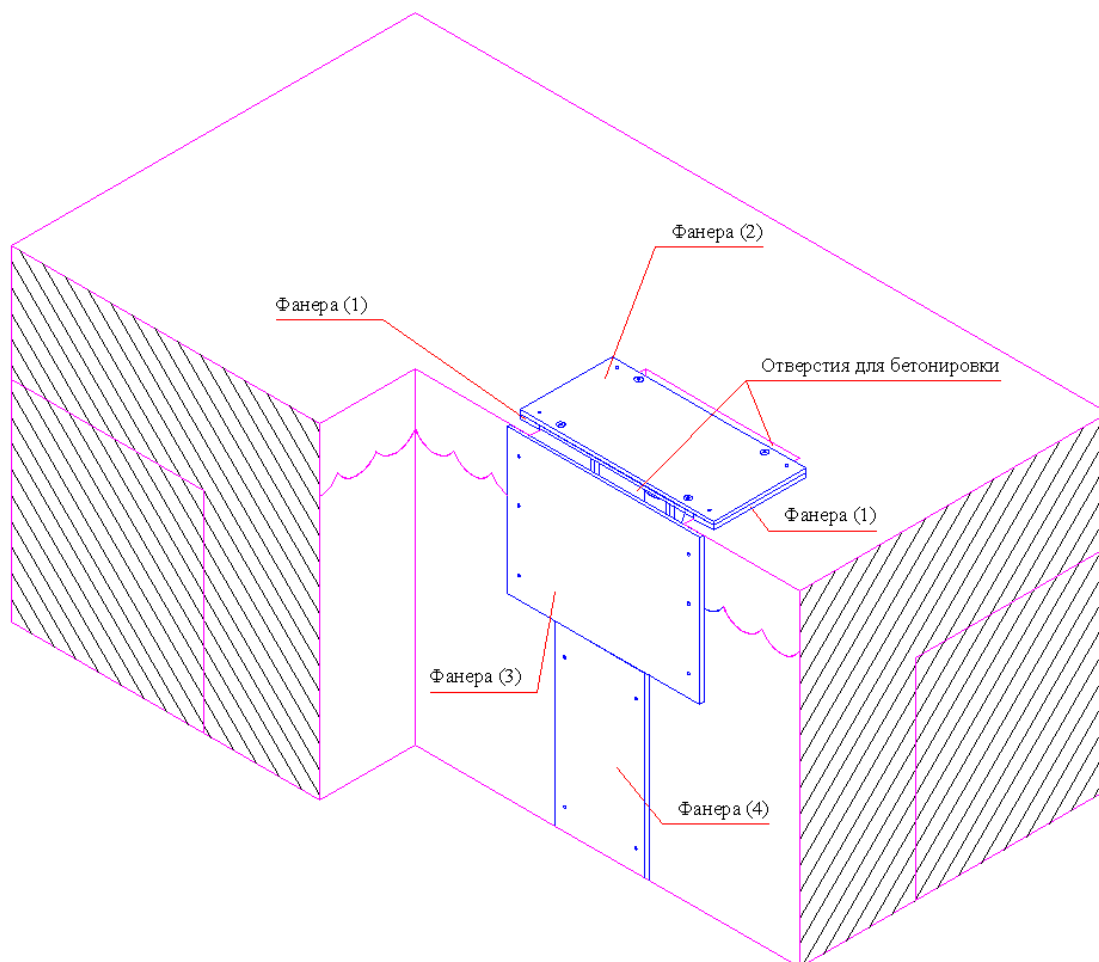 Фанера (2)
Фанера (1)
Отверстия для бетонировки
Фанера (1)
Фанера (3)
Фанера (4)